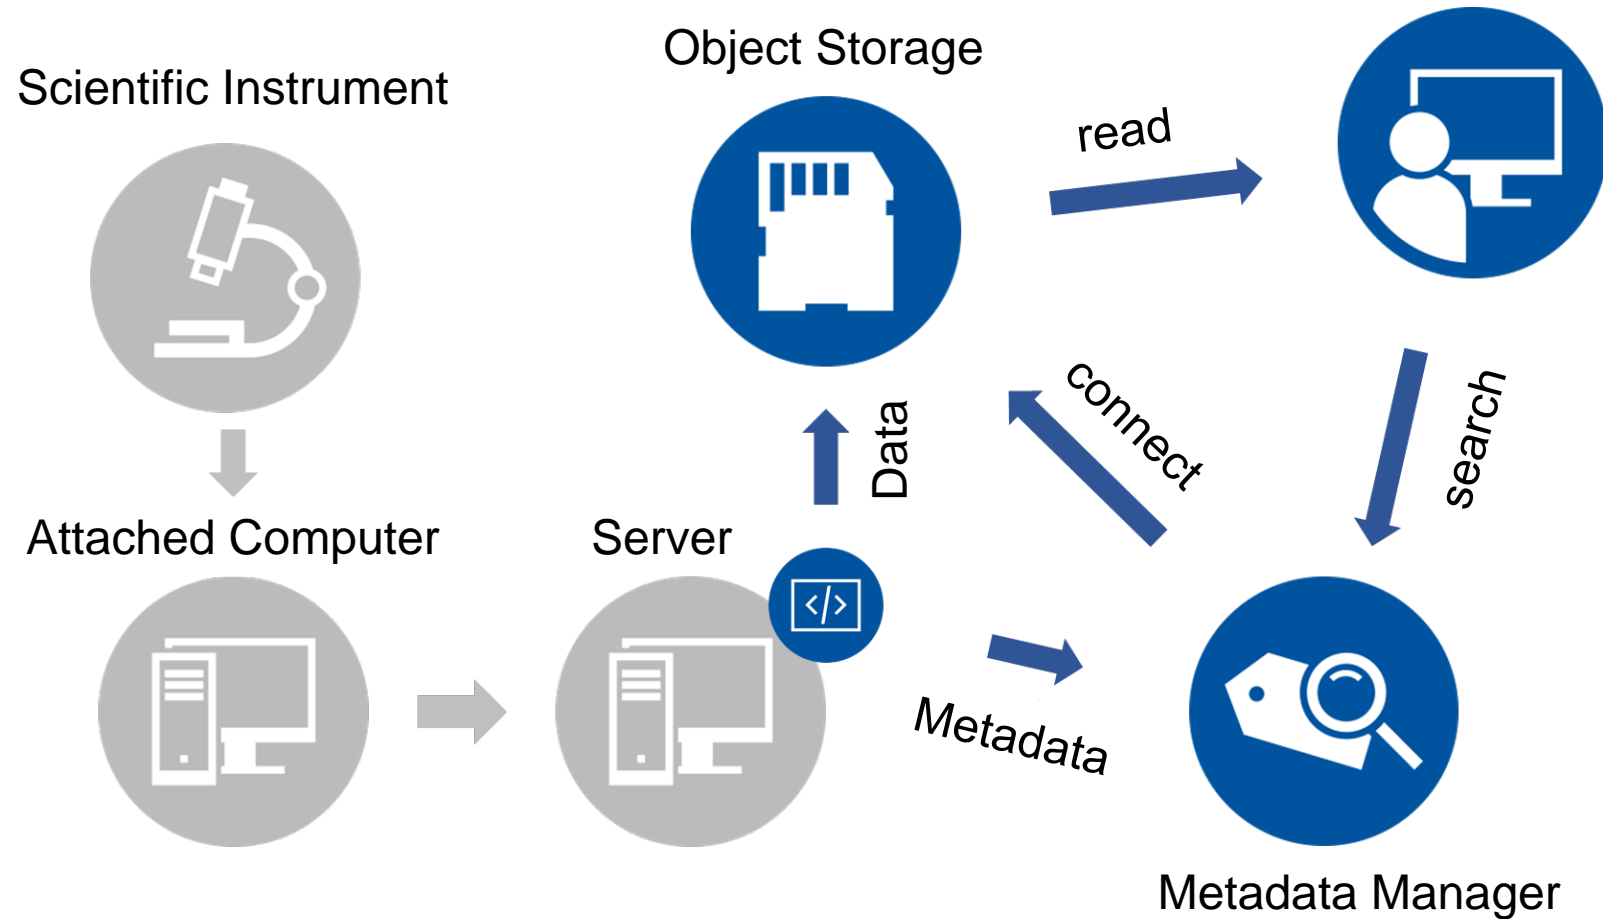 Object Storage
Scientific Instrument
read
connect
search
Data
Attached Computer
Server
</>
Metadata
Metadata Manager